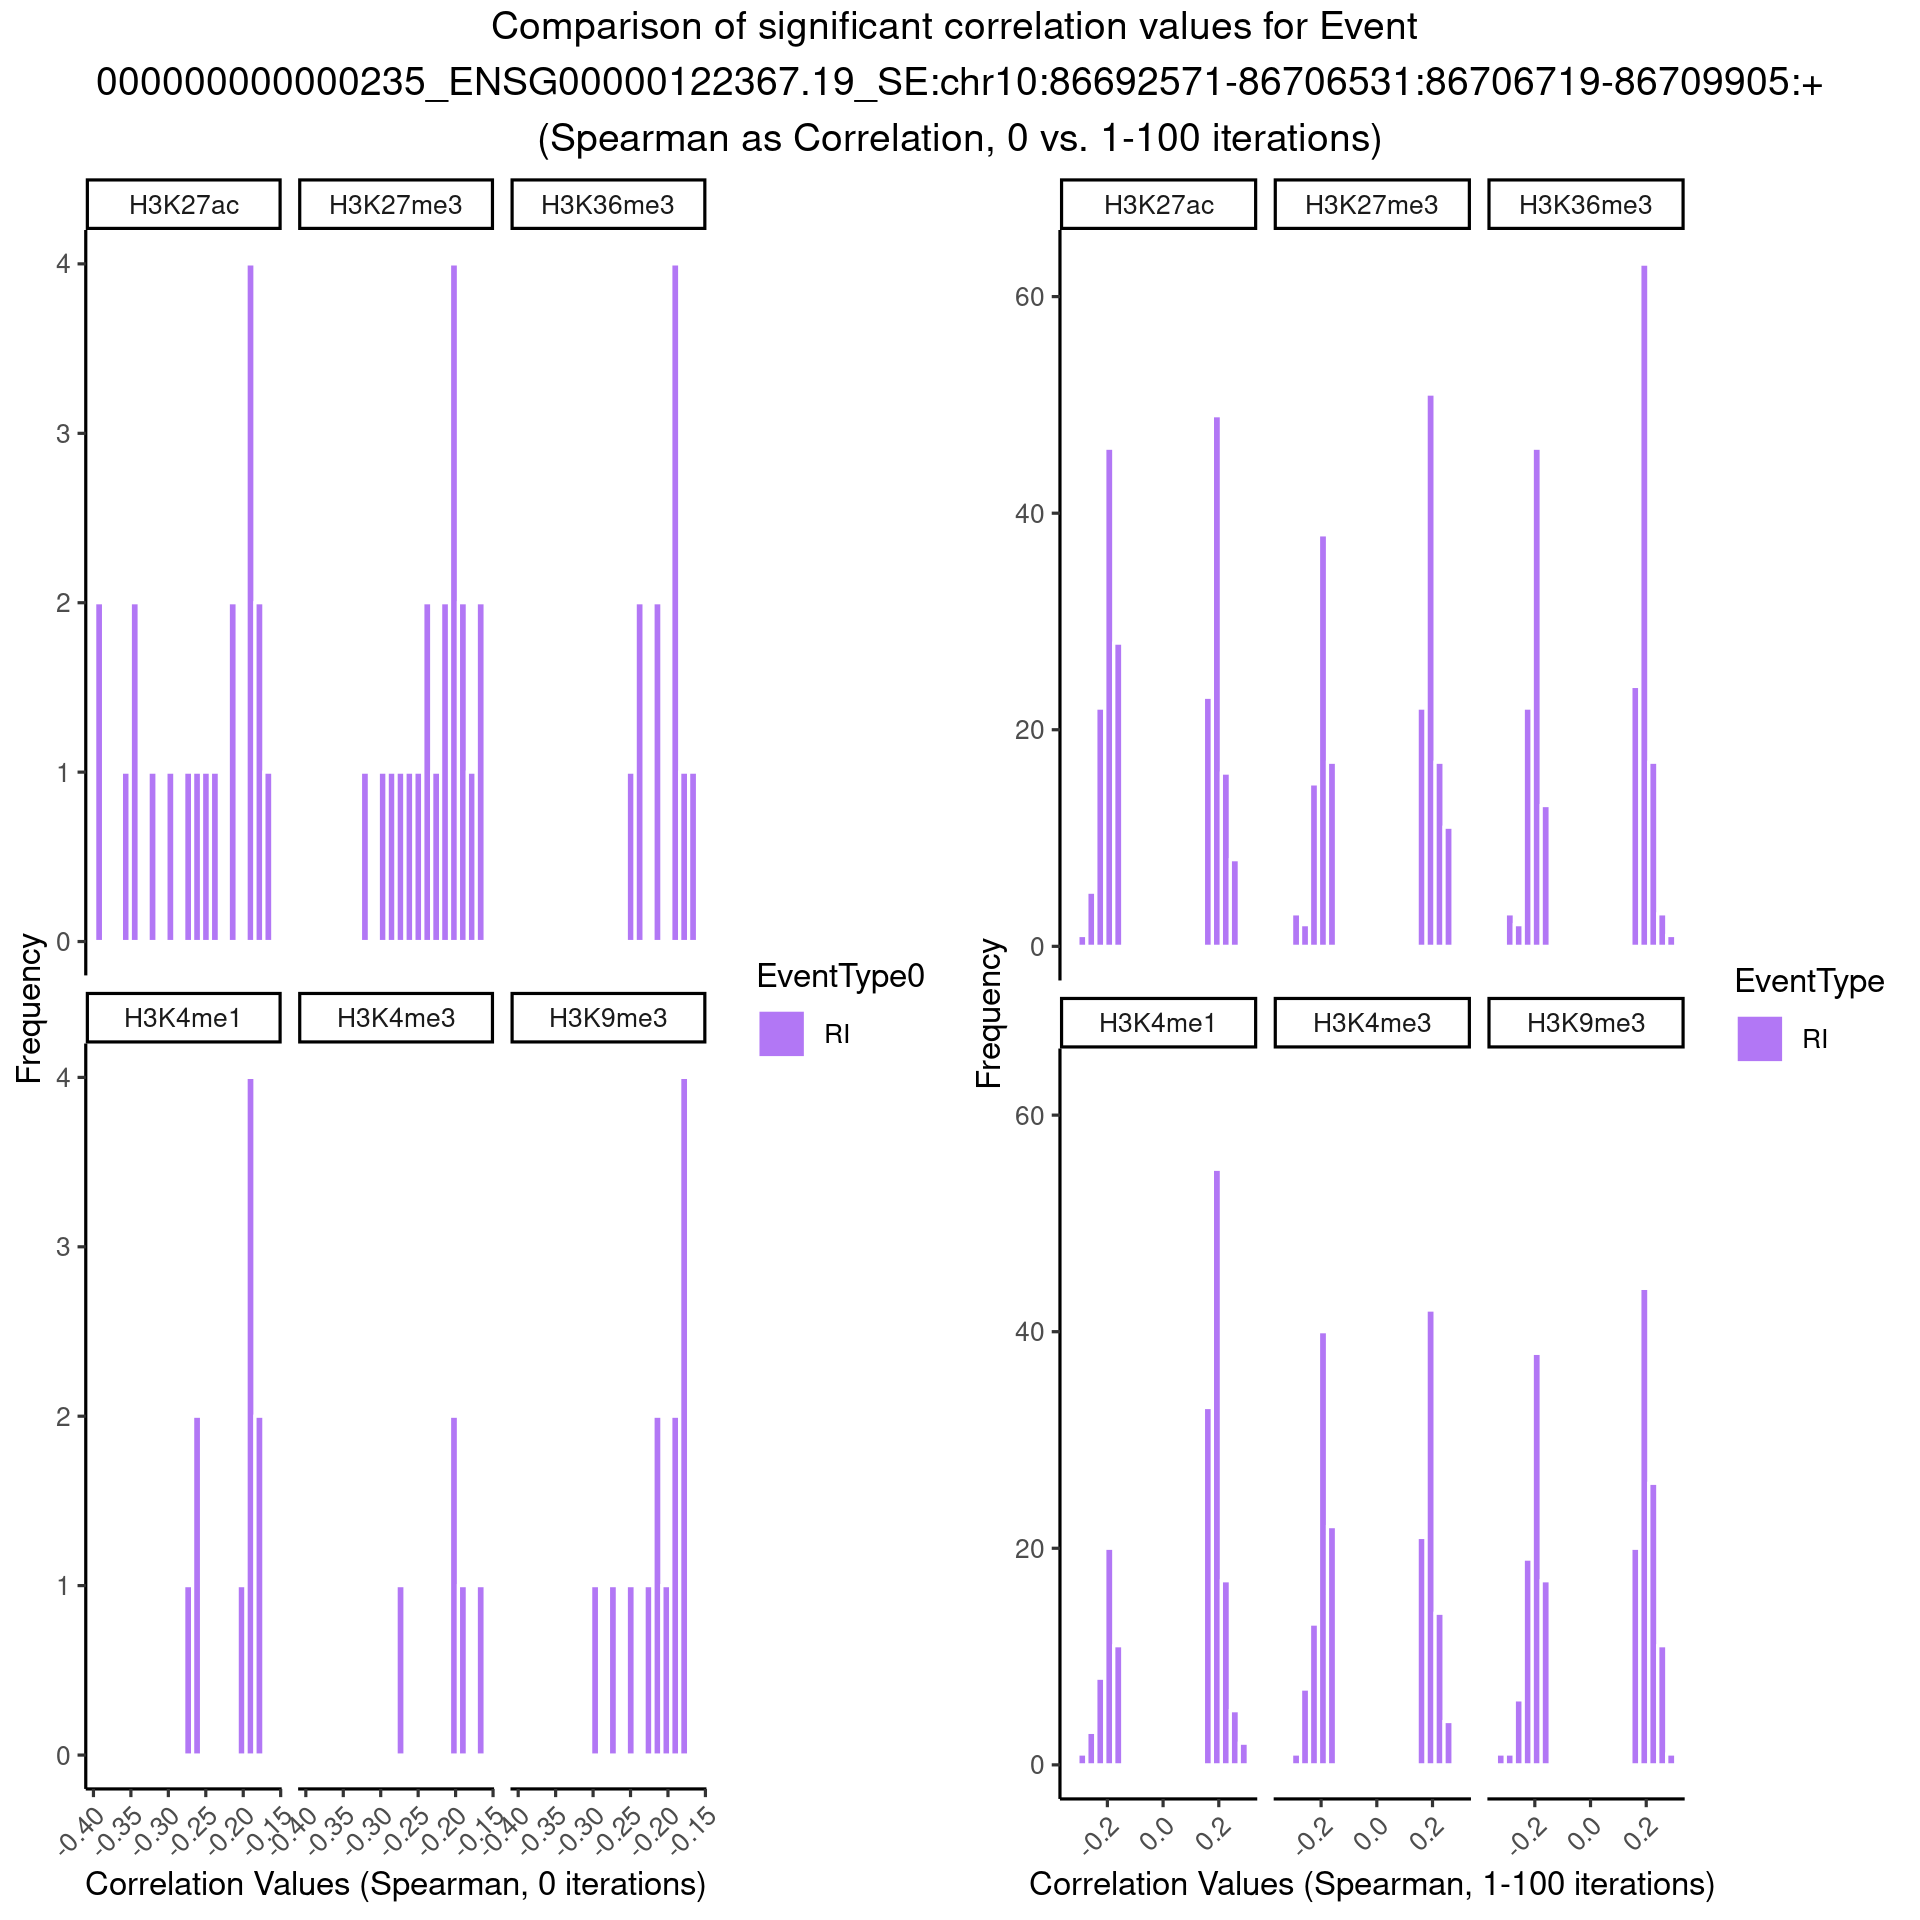 Comparison of significant correlation values for Event
000000000000235_ENSG00000122367.19_SE:chr10:86692571-86706531:86706719-86709905:+
(Spearman as Correlation, 0 vs. 1-100 iterations)
H3K27ac H3K27me3 H3K36me3
4
3
2
1
0
H3K4me1 H3K4me3 H3K9me3
4
3
2
1
0
Frequency
-0.40 -0.35 -0.30 -0.25 -0.20 -0.15 -0.40 -0.35 -0.30 -0.25 -0.20 -0.15 -0.40 -0.35 -0.30 -0.25 -0.20 -0.15
Correlation Values (Spearman, 0 iterations)
EventType0
RI
H3K27ac H3K27me3 H3K36me3
60
40
20
0
H3K4me1 H3K4me3 H3K9me3
60
40
20
0
Frequency
-0.2 0.0 0.2 -0.2 0.0 0.2 -0.2 0.0 0.2
Correlation Values (Spearman, 1-100 iterations)
EventType
RI